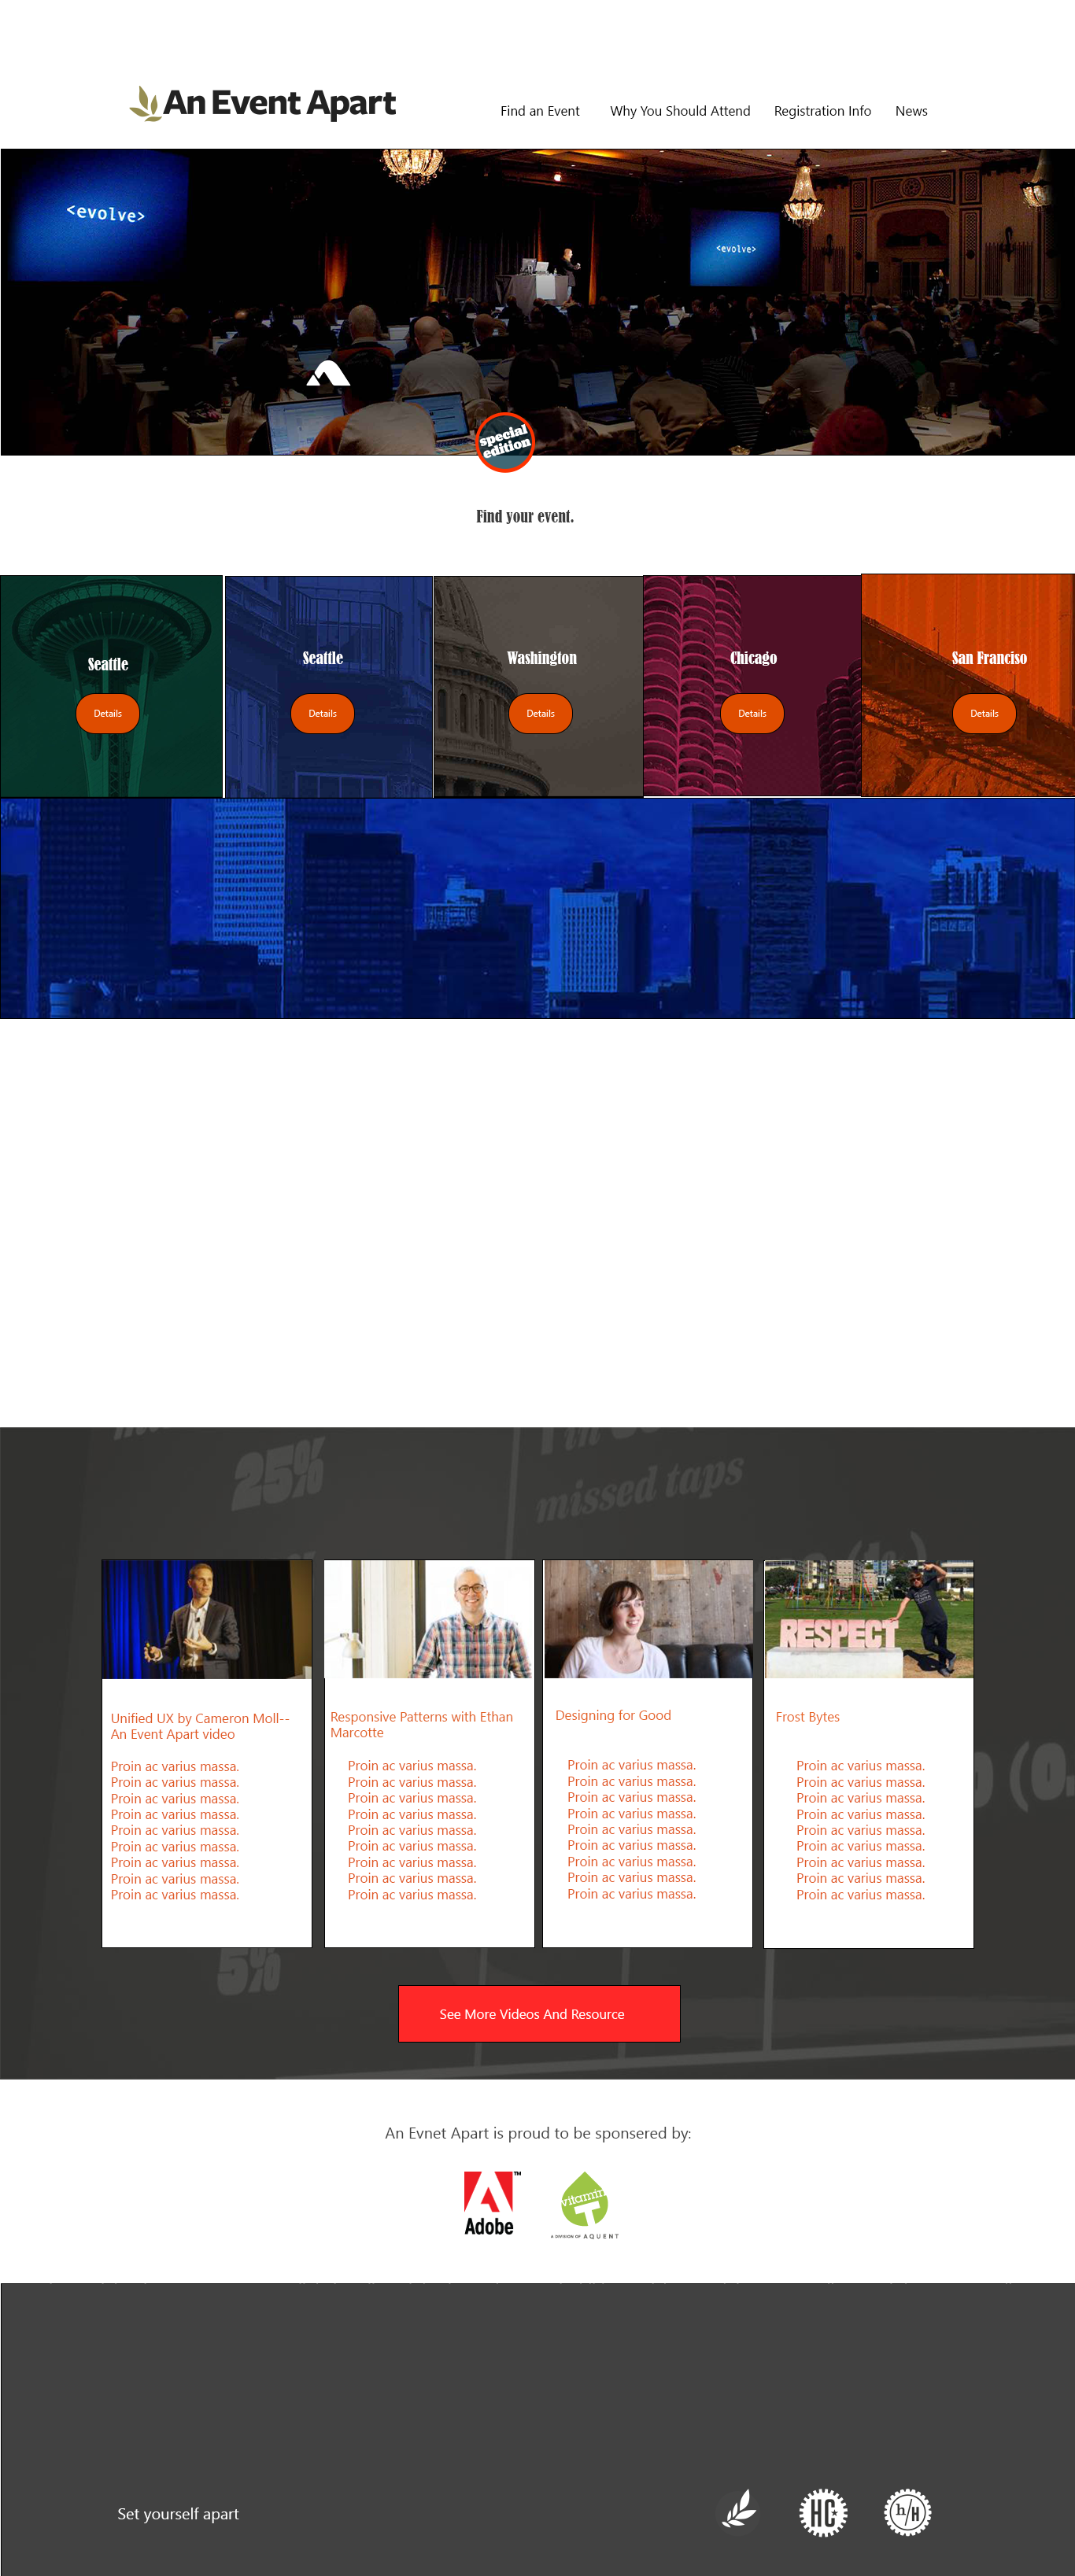 An Event Apart
Find an Event Why You Should Attend Registration Info News
<evolve>
<evolve>
special
edition
Find your event.
Seattle
Details
Seattle
Details
Washington
Details
Chicago
Details
San Franciso
Details
25%
missed taps
5%
Unified UX by Cameron Moll--
An Event Apart video
Proin ac varius massa.
Proin ac varius massa.
Proin ac varius massa.
Proin ac varius massa.
Proin ac varius massa.
Proin ac varius massa.
Proin ac varius massa.
Proin ac varius massa.
Proin ac varius massa.
Responsive Patterns with Ethan
Marcotte
Proin ac varius massa.
Proin ac varius massa.
Proin ac varius massa.
Proin ac varius massa.
Proin ac varius massa.
Proin ac varius massa.
Proin ac varius massa.
Proin ac varius massa.
Proin ac varius massa.
Designing for Good
Proin ac varius massa.
Proin ac varius massa.
Proin ac varius massa.
Proin ac varius massa.
Proin ac varius massa.
Proin ac varius massa.
Proin ac varius massa.
Proin ac varius massa.
Proin ac varius massa.
RESPECT
Frost Bytes
Proin ac varius massa.
Proin ac varius massa.
Proin ac varius massa.
Proin ac varius massa.
Proin ac varius massa.
Proin ac varius massa.
Proin ac varius massa.
Proin ac varius massa.
Proin ac varius massa.
See More Videos And Resource
An Evnet Apart is proud to be sponsered by:
Adobe
TM
vitamin
T
A DIVISION OF AQUENT
Set yourself apart
HC
h/H